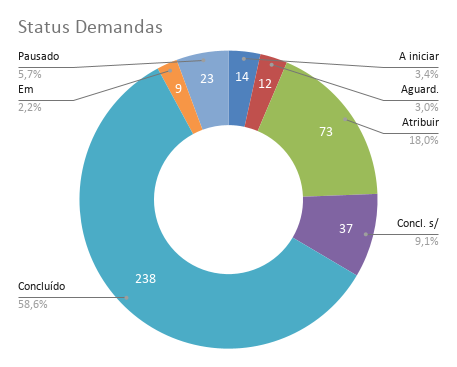 Status Demandas
Pausado
5,7%
Em
2,2%
Concluído
58,6%
A iniciar
3,4%
Aguard.
3,0%
Atribuir
18,0%
Concl. s/
9,1%
14
12
73
37
238
9
23